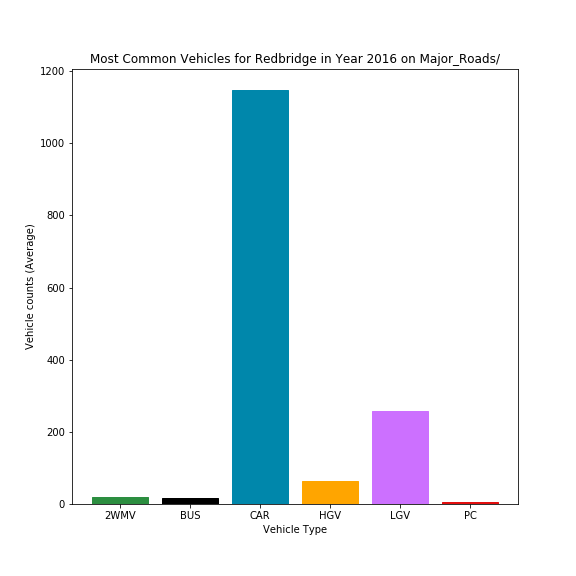 Most Common Vehicles for Redbridge in Year 2016 on Major_Roads/
1200
1000
800
600
400
200
0
Vehicle counts (Average)
2WMV BUS CAR HGV LGV PC
Vehicle Type